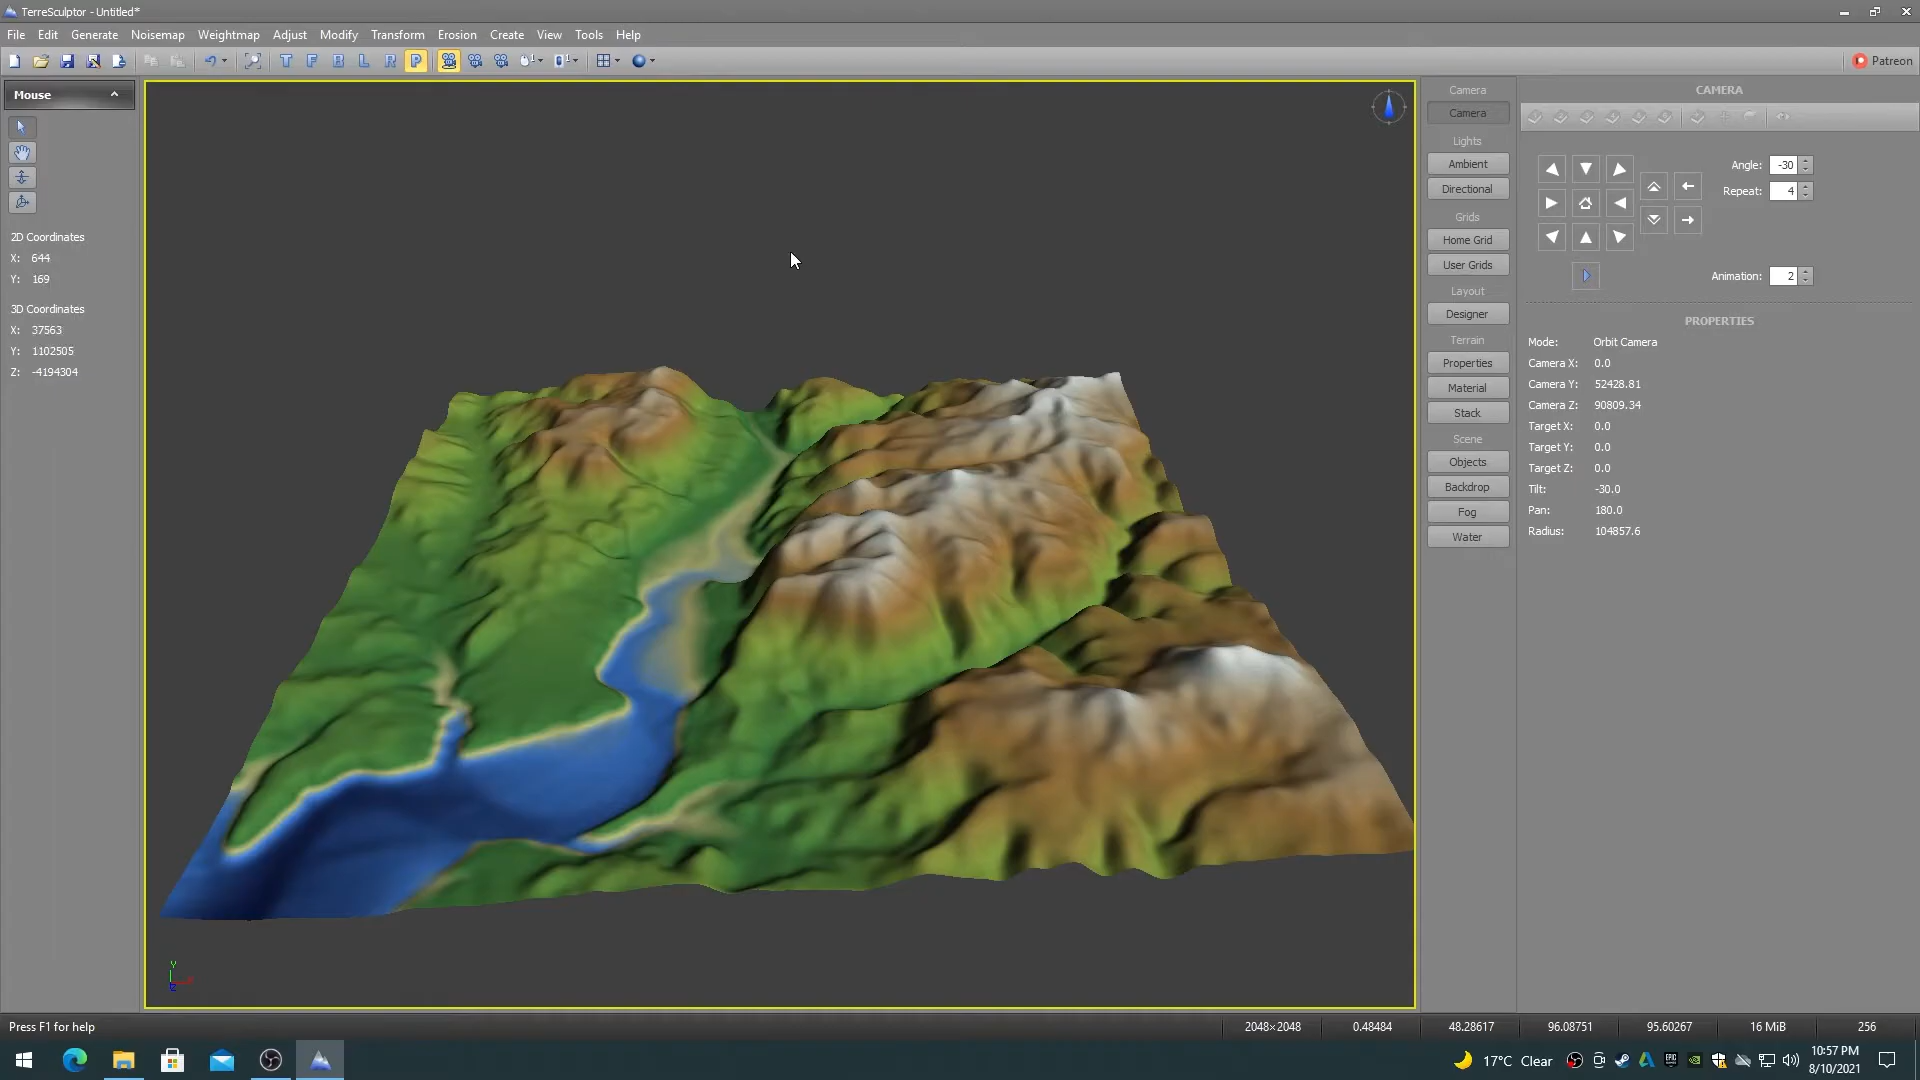 TerreSculptor - Untitled*
File Edit Generate Noisemap Weightmap Adjust Modify Transform Erosion Create View Tools Help
T F B L R P
Patreon
Mouse
2D Coordinates
X: 644
Y: 169
3D Coordinates
X: 37563
Y: 1102505
Z: -4194304
Camera
Camera
Lights
Ambient
Directional
Grids
Home Grid
User Grids
Layout
Designer
Terrain
Properties
Material
Stack
Scene
Objects
Backdrop
Fog
Water
CAMERA
Angle: -30
Repeat: 4
Animation: 2
PROPERTIES
Mode: Orbit Camera
Camera X: 0.0
Camera Y: 52428.81
Camera Z: 90809.34
Target X: 0.0
Target Y: 0.0
Target Z: 0.0
Tilt: -30.0
Pan: 180.0
Radius: 104857.6
Y
Press F1 for help
2048×2048 0.48484 48.28617 96.08751 95.60267 16 MiB 256
17°C Clear
10:57 PM
8/10/2021